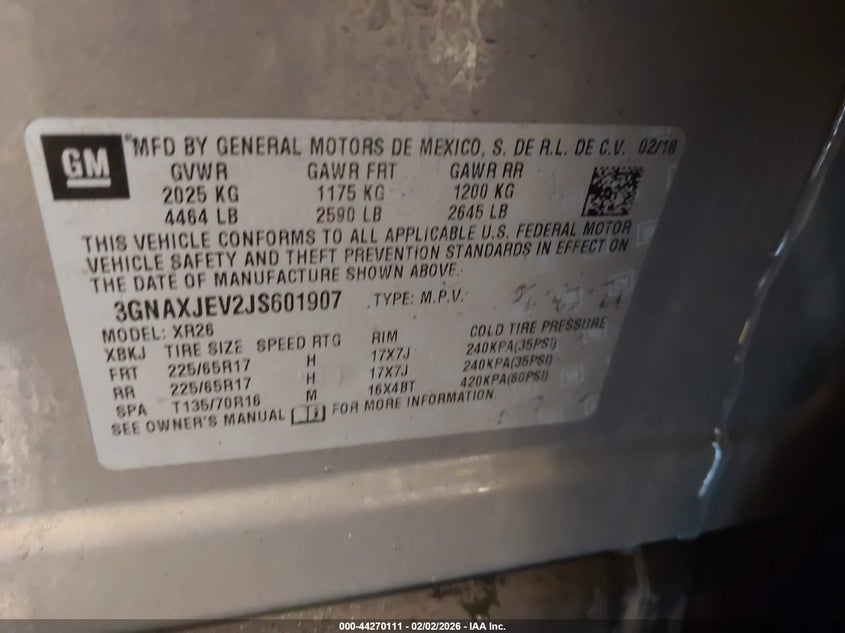 GM
MFD BY GENERAL MOTORS DE MEXICO, S. DE R.L. DE C.V. 02/18
GVWR GAWR FRT GAWR RR
2025 KG 1175 KG 1200 KG
4464 LB 2590 LB 2645 LB
THIS VEHICLE CONFORMS TO ALL APPLICABLE U.S. FEDERAL MOTOR
VEHICLE SAFETY AND THEFT PREVENTION STANDARDS IN EFFECT ON
THE DATE OF MANUFACTURE SHOWN ABOVE.
3GNAXJEV2JS601907 TYPE: M.P.V.
MODEL: XR26
XBKJ TIRE SIZE SPEED RTG RIM COLD TIRE PRESSURE
FRT 225/65R17 H 17X7J 240KPA(35PSI)
RR 225/65R17 H 17X7J 240KPA(35PSI)
SPA T135/70R16 M 16X4BT 420KPA(60PSI)
SEE OWNER'S MANUAL FOR MORE INFORMATION.
000-44270111 - 02/02/2026 - IAA Inc.